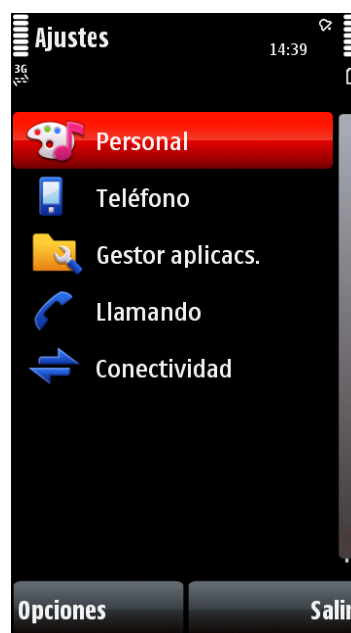 Ajustes
14:39
3G
Personal
Teléfono
Gestor aplicacs.
Llamando
Conectividad
Opciones
Salir